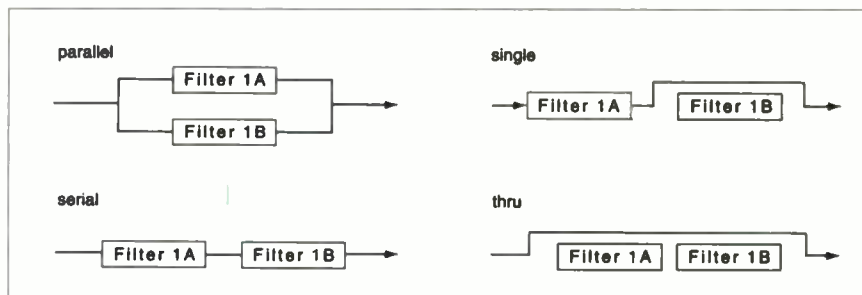 parallel
Filter 1A
Filter 1B
single
Filter 1A Filter 1B
serial
Filter 1A Filter 1B
thru
Filter 1A Filter 1B